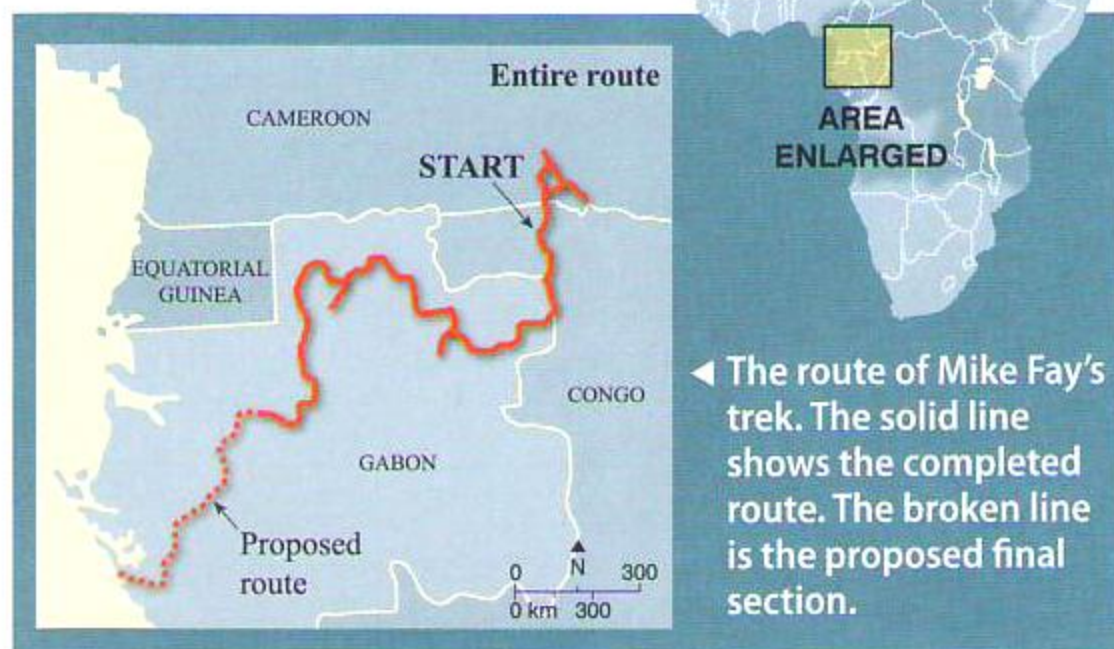 Entire route
CAMEROON
START
EQUATORIAL
GUINEA
CONGO
GABON
Proposed
route
N
0 300
0 km 300
AREA
ENLARGED
◄ The route of Mike Fay's
trek. The solid line
shows the completed
route. The broken line
is the proposed final
section.